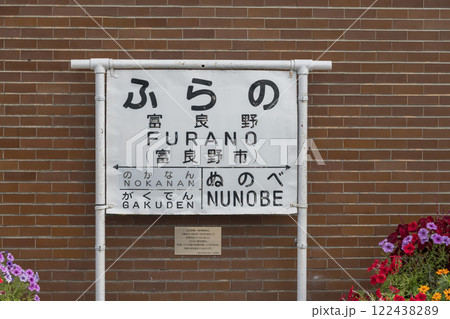 ふらの
富良野
FURANO
富良野市
のかなん
NOKANAN
がくでん
GAKUDEN
ぬのべ
NUNOBE
122438289